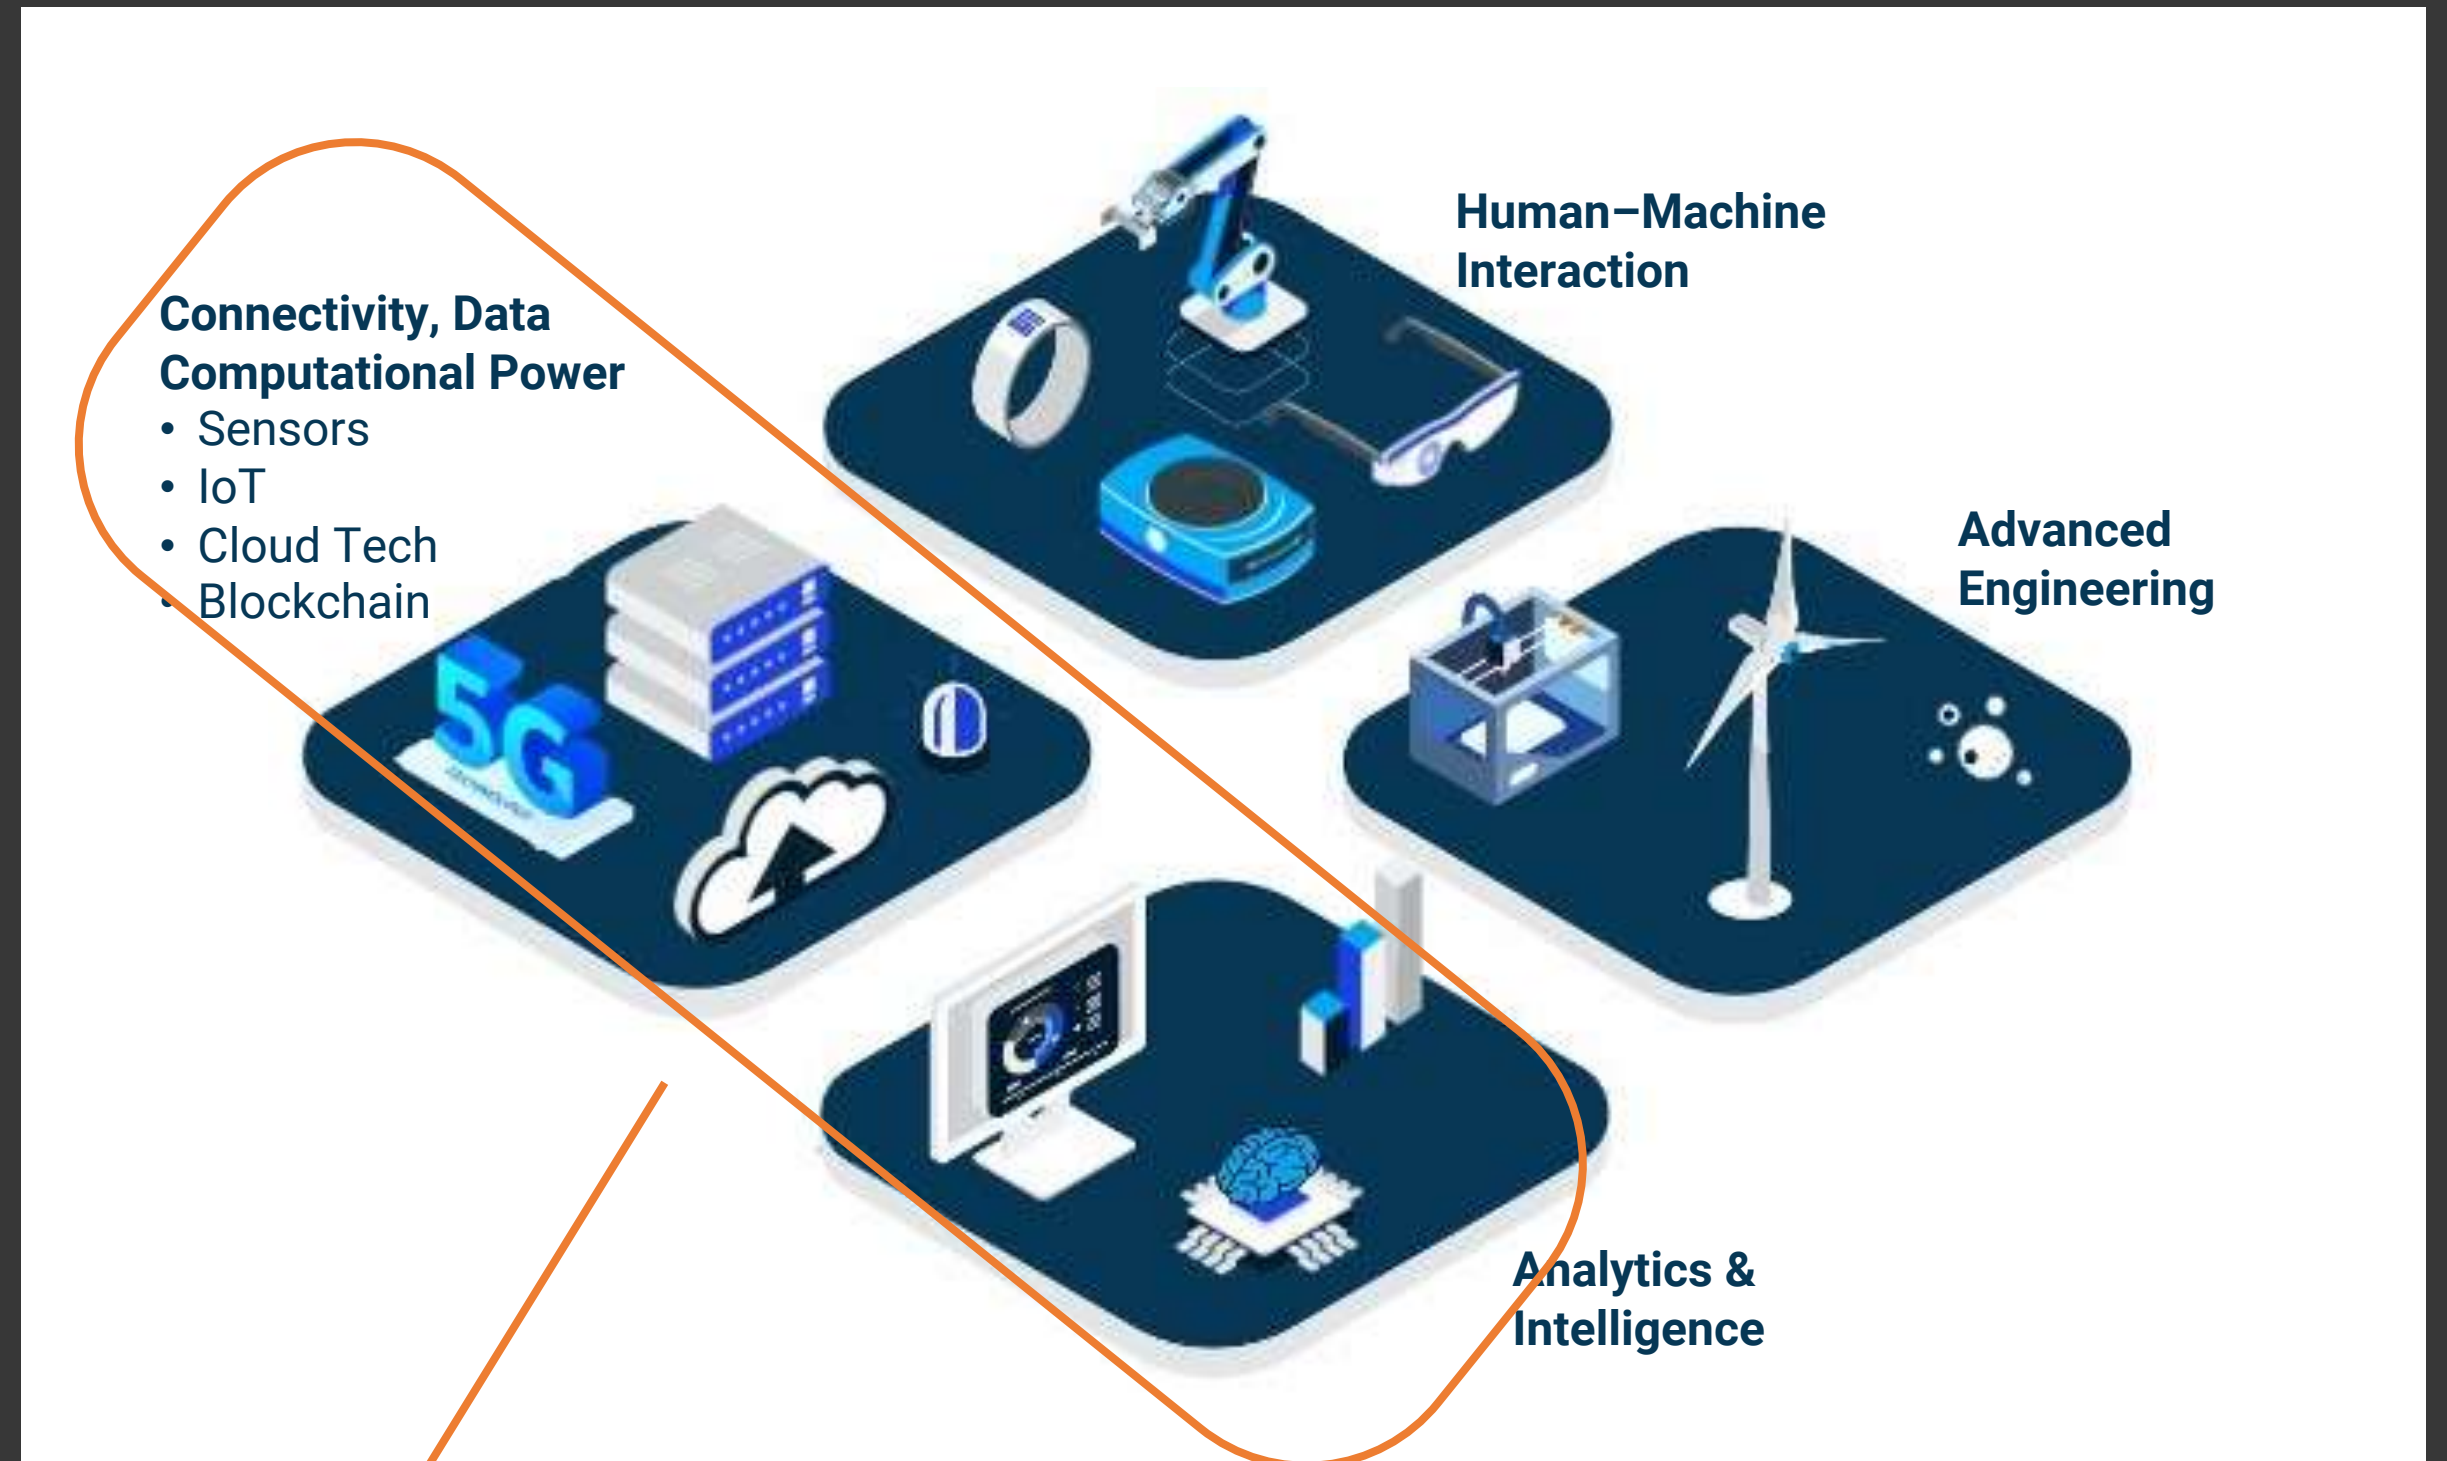 Human–Machine
Interaction
Connectivity, Data
Computational Power
• Sensors
• IoT
• Cloud Tech
• Blockchain
Advanced
Engineering
5G
Analytics &
Intelligence